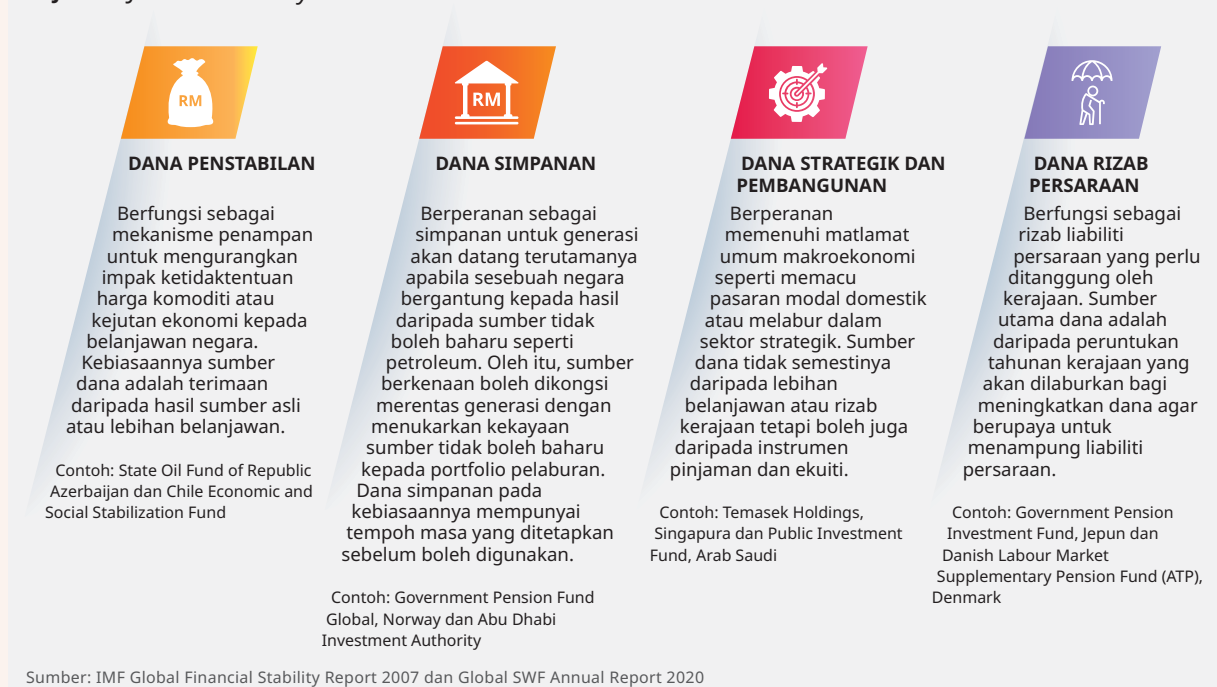 RM
DANA PENSTABILAN
Berfungsi sebagai
mekanisme penampan
untuk mengurangkan
impak ketidaktentuan
harga komoditi atau
kejutan ekonomi kepada
belanjawan negara.
Kebiasaannya sumber
dana adalah terimaan
daripada hasil sumber asli
atau lebihan belanjawan.
Contoh: State Oil Fund of Republic
Azerbaijan dan Chile Economic and
Social Stabilization Fund
RM
DANA SIMPANAN
Berperanan sebagai
simpanan untuk generasi
akan datang terutamanya
apabila sesebuah negara
bergantung kepada hasil
daripada sumber tidak
boleh baharu seperti
petroleum. Oleh itu, sumber
berkenaan boleh dikongsi
merentas generasi dengan
menukarkan kekayaan
sumber tidak boleh baharu
kepada portfolio pelaburan.
Dana simpanan pada
kebiasaannya mempunyai
tempoh masa yang ditetapkan
sebelum boleh digunakan.
Contoh: Government Pension Fund
Global, Norway dan Abu Dhabi
Investment Authority
DANA STRATEGIK DAN
PEMBANGUNAN
Berperanan
memenuhi matlamat
umum makroekonomi
seperti memacu
pasaran modal domestik
atau melabur dalam
sektor strategik. Sumber
dana tidak semestinya
daripada lebihan
belanjawan atau rizab
kerajaan tetapi boleh juga
daripada instrumen
pinjaman dan ekuiti.
Contoh: Temasek Holdings,
Singapura dan Public Investment
Fund, Arab Saudi
DANA RIZAB
PERSARAAN
Berfungsi sebagai
rizab liabiliti
persaraan yang perlu
ditanggung oleh
kerajaan. Sumber
utama dana adalah
daripada peruntukan
tahunan kerajaan yang
akan dilaburkan bagi
meningkatkan dana agar
berupaya untuk
menampung liabiliti
persaraan.
Contoh: Government Pension
Investment Fund, Jepun dan
Danish Labour Market
Supplementary Pension Fund (ATP),
Denmark
Sumber: IMF Global Financial Stability Report 2007 dan Global SWF Annual Report 2020